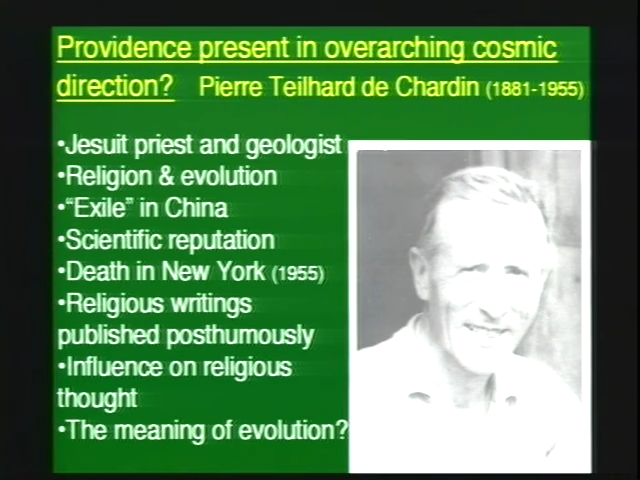 Providence present in overarching cosmic
direction? Pierre Teilhard de Chardin (1881-1955)
•Jesuit priest and geologist
•Religion & evolution
•“Exile” in China
•Scientific reputation
•Death in New York (1955)
•Religious writings
published posthumously
•Influence on religious
thought
•The meaning of evolution?